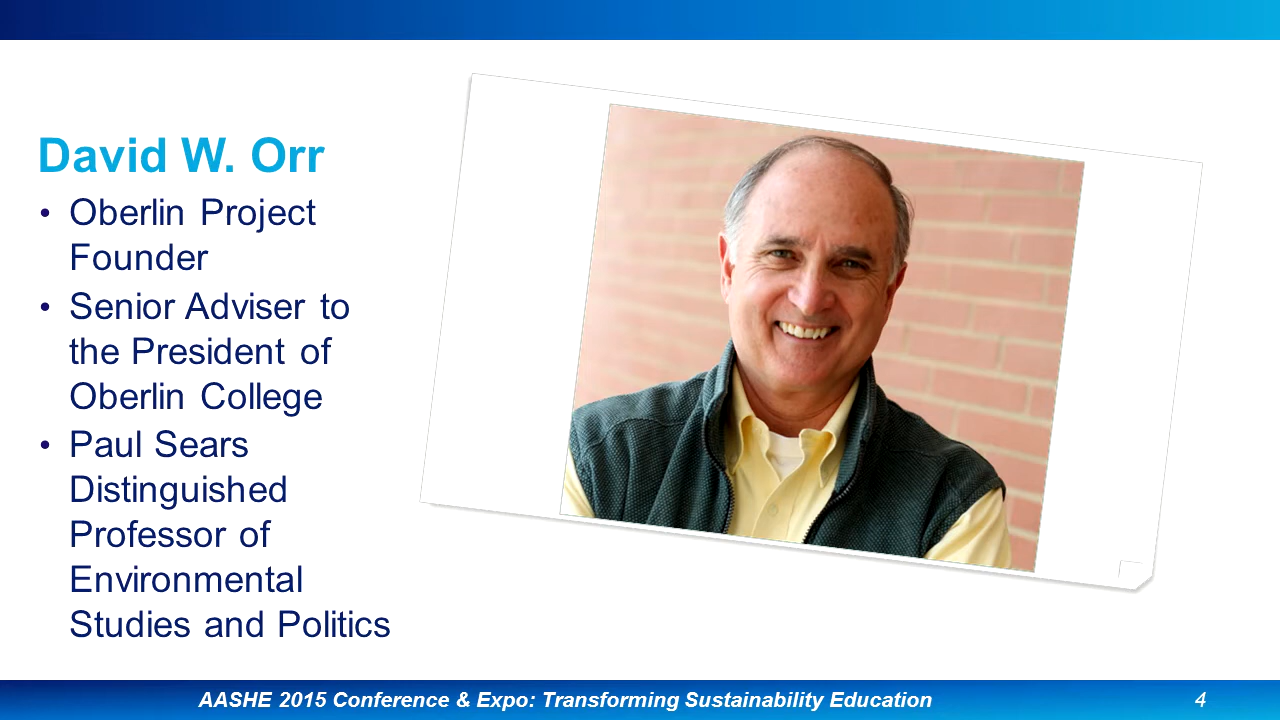 David W. Orr
• Oberlin Project
Founder
• Senior Adviser to
the President of
Oberlin College
• Paul Sears
Distinguished
Professor of
Environmental
Studies and Politics
AASHE 2015 Conference & Expo: Transforming Sustainability Education
4